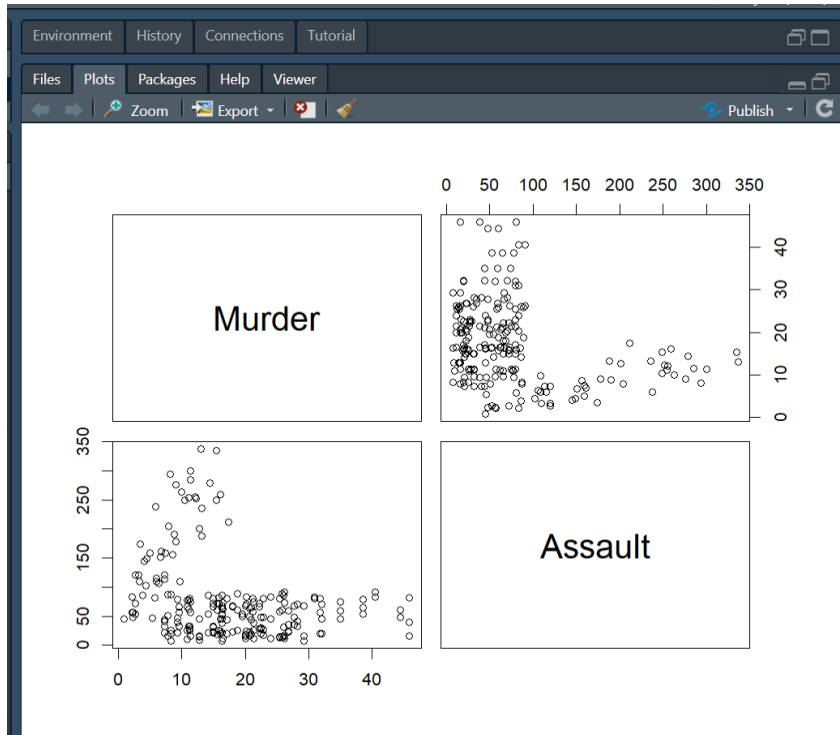 Environment History Connections Tutorial
Files Plots Packages Help Viewer
Zoom Export Publish
0 50 100 150 200 250 300 350
Murder
40
30
20
10
0
350
250
150
50
0
Assault
0 10 20 30 40